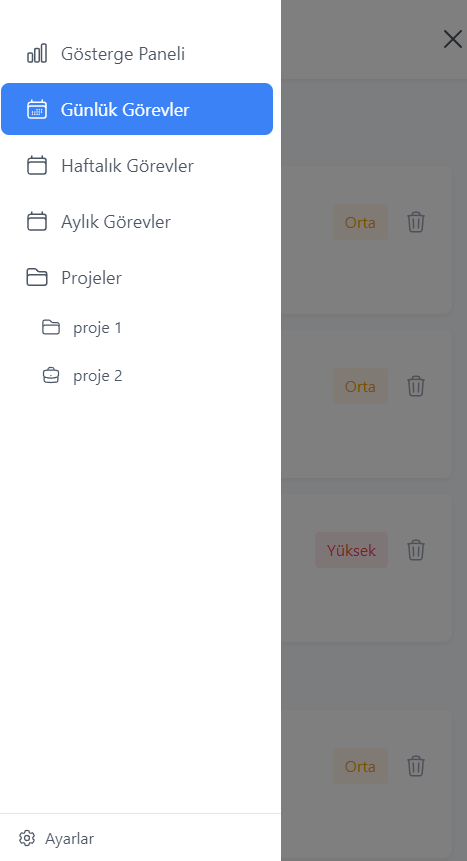 Gösterge Paneli
Günlük Görevler
Haftalık Görevler
Aylık Görevler
Projeler
proje 1
proje 2
Orta
Orta
Yüksek
Orta
Ayarlar